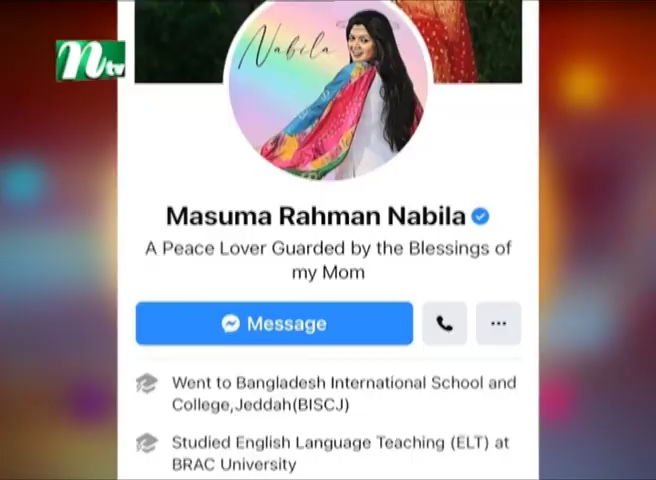 ntv
Nabila
Masuma Rahman Nabila
A Peace Lover Guarded by the Blessings of
my Mom
Message
Went to Bangladesh International School and
College,Jeddah(BISCJ)
Studied English Language Teaching (ELT) at
BRAC University